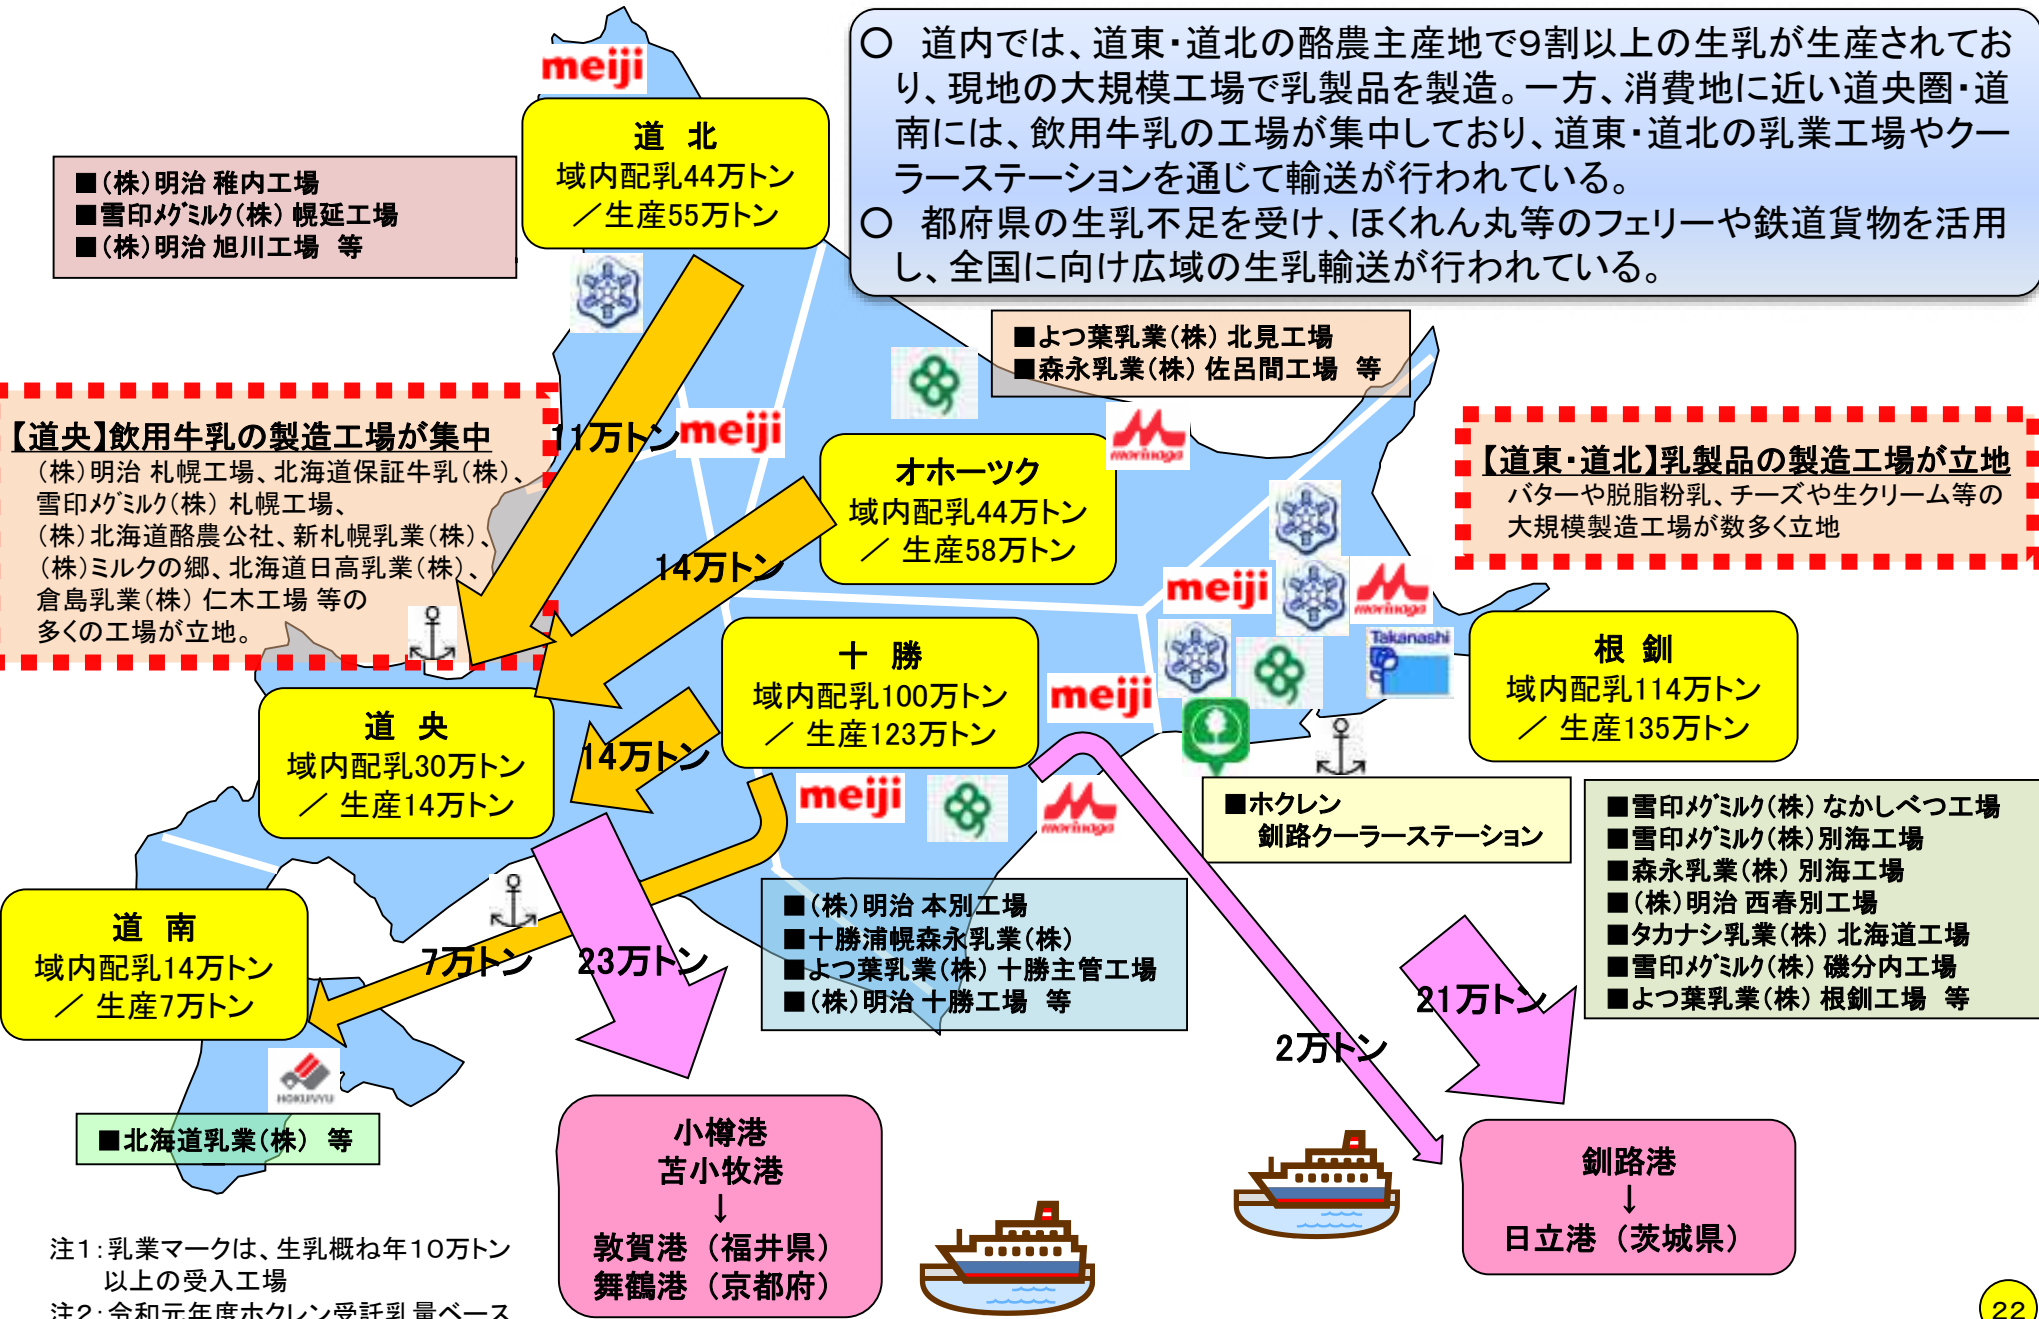 ○　道内では、道東・道北の酪農主産地で9割以上の生乳が生産されてお
り、現地の大規模工場で乳製品を製造。一方、消費地に近い道央圏・道
南には、飲用牛乳の工場が集中しており、道東・道北の乳業工場やクー
ラーステーションを通じて輸送が行われている。
○　都府県の生乳不足を受け、ほくれん丸等のフェリーや鉄道貨物を活用
し、全国に向け広域の生乳輸送が行われている。
meiji
道　北
域内配乳44万トン
／生産55万トン
■(株)明治 稚内工場
■雪印ﾒｸﾞﾐﾙｸ(株) 幌延工場
■(株)明治 旭川工場　等
■よつ葉乳業(株) 北見工場
■森永乳業(株) 佐呂間工場　等
【道央】飲用牛乳の製造工場が集中
(株)明治 札幌工場、北海道保証牛乳(株)、
雪印ﾒｸﾞﾐﾙｸ(株) 札幌工場、
(株)北海道酪農公社、新札幌乳業(株)、
(株)ミルクの郷、北海道日高乳業(株)、
倉島乳業(株) 仁木工場 等の
多くの工場が立地。
11万トン
meiji
morinaga
オホーツク
域内配乳44万トン
／ 生産58万トン
14万トン
【道東・道北】乳製品の製造工場が立地
バターや脱脂粉乳、チーズや生クリーム等の
大規模製造工場が数多く立地
meiji
morinaga
Takanashi
十　勝
域内配乳100万トン
／ 生産123万トン
meiji
根　釧
域内配乳114万トン
／ 生産135万トン
道　央
域内配乳30万トン
／ 生産14万トン
14万トン
meiji
morinaga
■ホクレン
釧路クーラーステーション
■雪印ﾒｸﾞﾐﾙｸ(株) なかしべつ工場
■雪印ﾒｸﾞﾐﾙｸ(株)別海工場
■森永乳業(株) 別海工場
■(株)明治 西春別工場
■タカナシ乳業(株) 北海道工場
■雪印ﾒｸﾞﾐﾙｸ(株) 磯分内工場
■よつ葉乳業(株) 根釧工場　等
道　南
域内配乳14万トン
／ 生産7万トン
7万トン
23万トン
■(株)明治 本別工場
■十勝浦幌森永乳業(株)
■よつ葉乳業(株) 十勝主管工場
■(株)明治 十勝工場　等
21万トン
2万トン
HOKUNYU
■北海道乳業(株)　等
小樽港
苫小牧港
↓
敦賀港（福井県）
舞鶴港（京都府）
釧路港
↓
日立港（茨城県）
注１：乳業マークは、生乳概ね年１０万トン
以上の受入工場
注２：令和元年度ホクレン受託乳量ベース
22